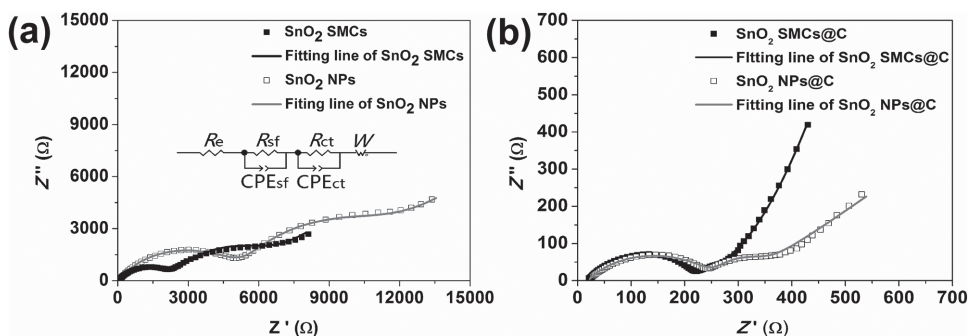 (a)
15000
12000
9000
6000
3000
0
Z'' (Ω)
SnO₂ SMCs
Fitting line of SnO₂ SMCs
SnO₂ NPs
Fiting line of SnO₂ NPs
Re Rsf Rct W
CPEsf CPEct
0 3000 6000 9000 12000 15000
Z ' (Ω)
(b)
700
600
500
400
300
200
100
0
Z'' (Ω)
SnO₂ SMCs@C
FItting line of SnO₂ SMCs@C
SnO₂ NPs@C
Fitting line of SnO₂ NPs@C
0 100 200 300 400 500 600 700
Z' (Ω)